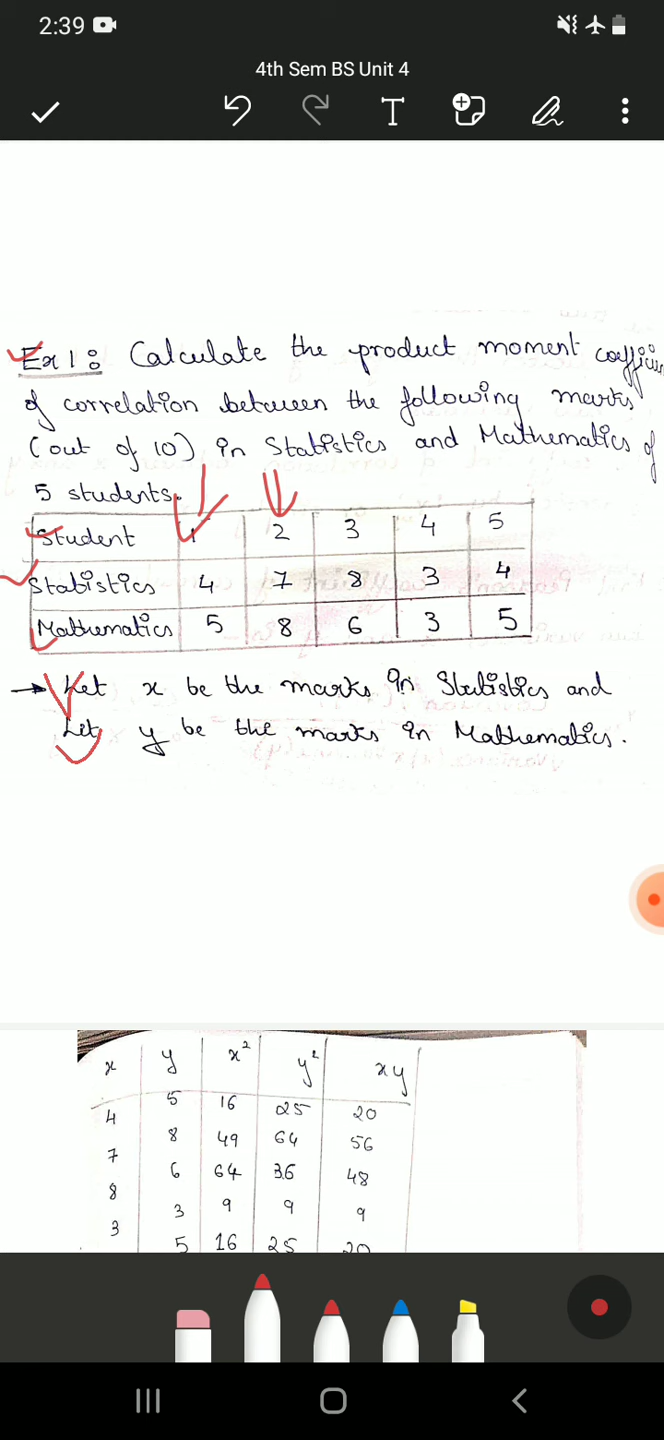 2:39
4th Sem BS Unit 4
T
Ex 1: Calculate the product moment
of correlation between the following marks
(out of 10) in Statistics and Mathematics of
5 students.
Student 1 2 3 4 5
Statistics 4 7 8 3 4
Mathematics 5 8 6 3 5
→ Let x be the marks in Statistics and
Let y be the marks in Mathematics.
x y x² y² xy
4 5 16 25 20
7 8 49 64 56
8 6 64 36 48
3 3 9 9 9
5 16 25 20